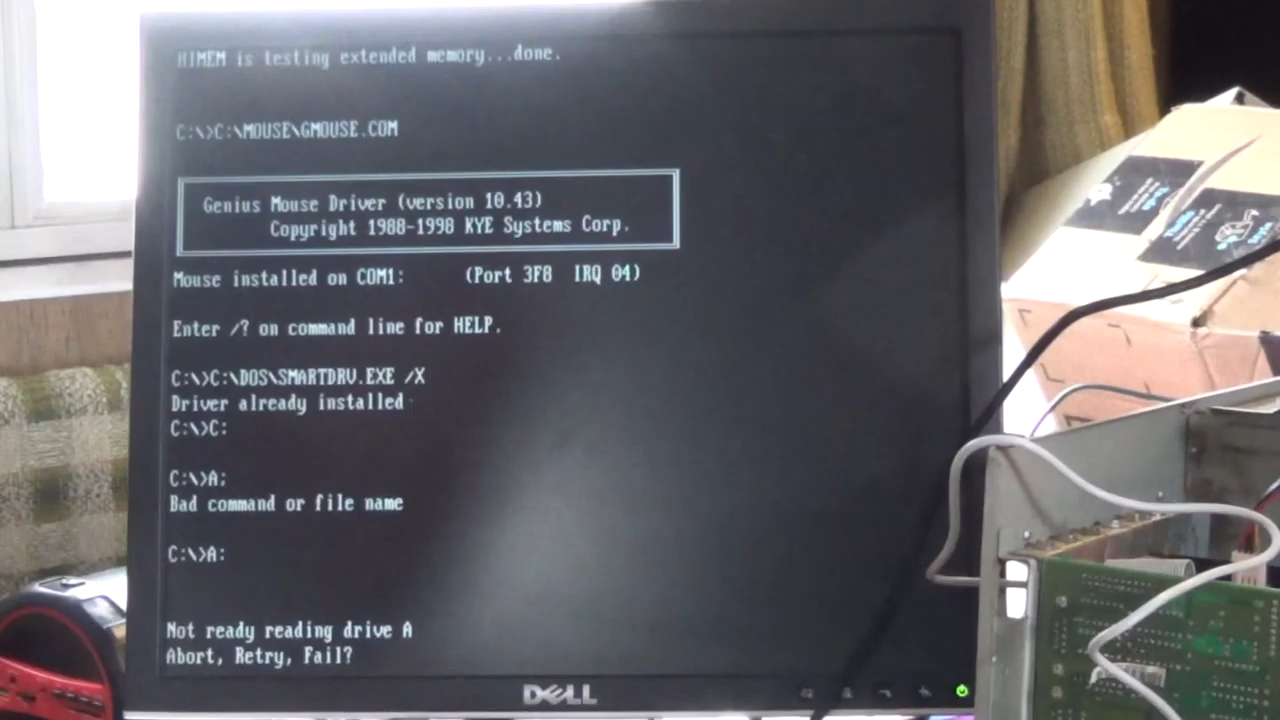 HIMEM is testing extended memory...done.
C:\>C:\MOUSE\GMOUSE.COM
Genius Mouse Driver (version 10.43)
Copyright 1988-1998 KYE Systems Corp.
Mouse installed on COM1: (Port 3F8 IRQ 04)
Enter /? on command line for HELP.
C:\>C:\DOS\SMARTDRV.EXE /X
Driver already installed
C:\>C:
C:\>A;
Bad command or file name
C:\>A:
Not ready reading drive A
Abort, Retry, Fail?
DELL